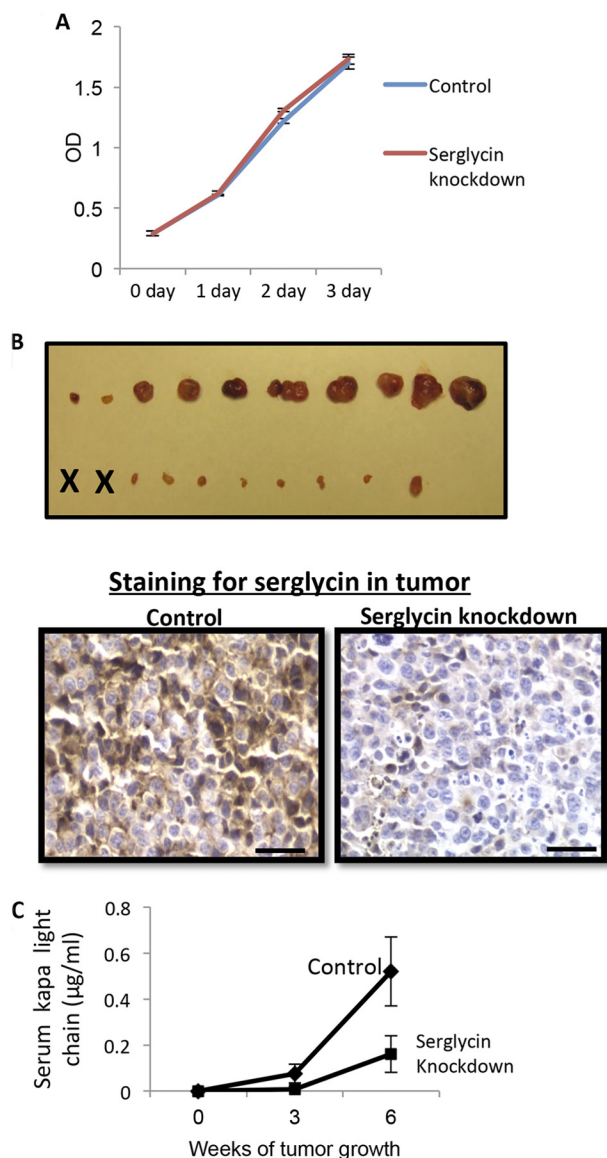 A
2
1.5
1
0.5
0
OD
0 day 1 day 2 day 3 day
Control
Serglycin
knockdown
B
X X
Staining for serglycin in tumor
Control Serglycin knockdown
C
0.8
0.6
0.4
0.2
0
Serum kapa light
chain (µg/ml)
Control
Serglycin
Knockdown
0 3 6
Weeks of tumor growth